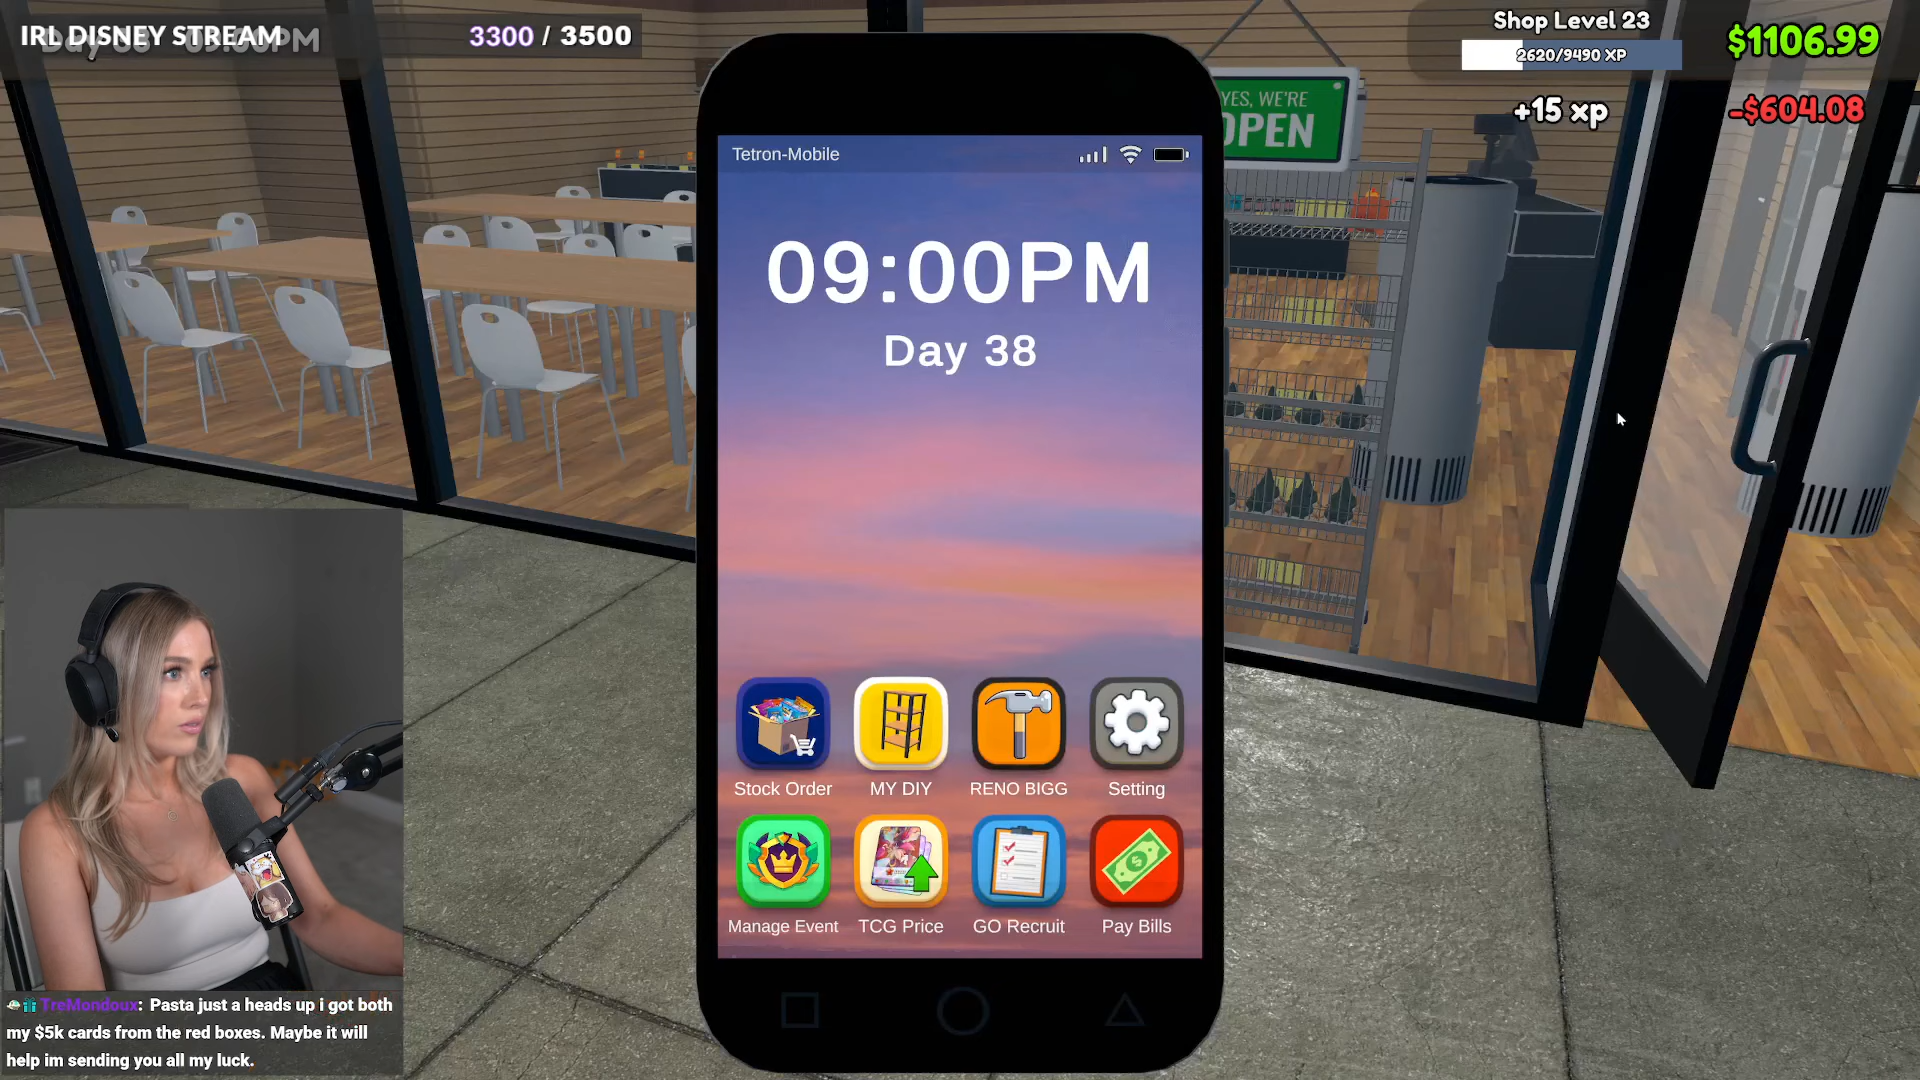 IRL DISNEY STREAM
3300 / 3500
Shop Level 23
2620/9490 XP
$1106.99
+15 xp
-$604.08
YES, WE'RE
OPEN
Tetron-Mobile
09:00PM
Day 38
Stock Order
MY DIY
RENO BIGG
Setting
Manage Event
TCG Price
GO Recruit
Pay Bills
TreMondoux: Pasta just a heads up i got both
my $5k cards from the red boxes. Maybe it will
help im sending you all my luck.